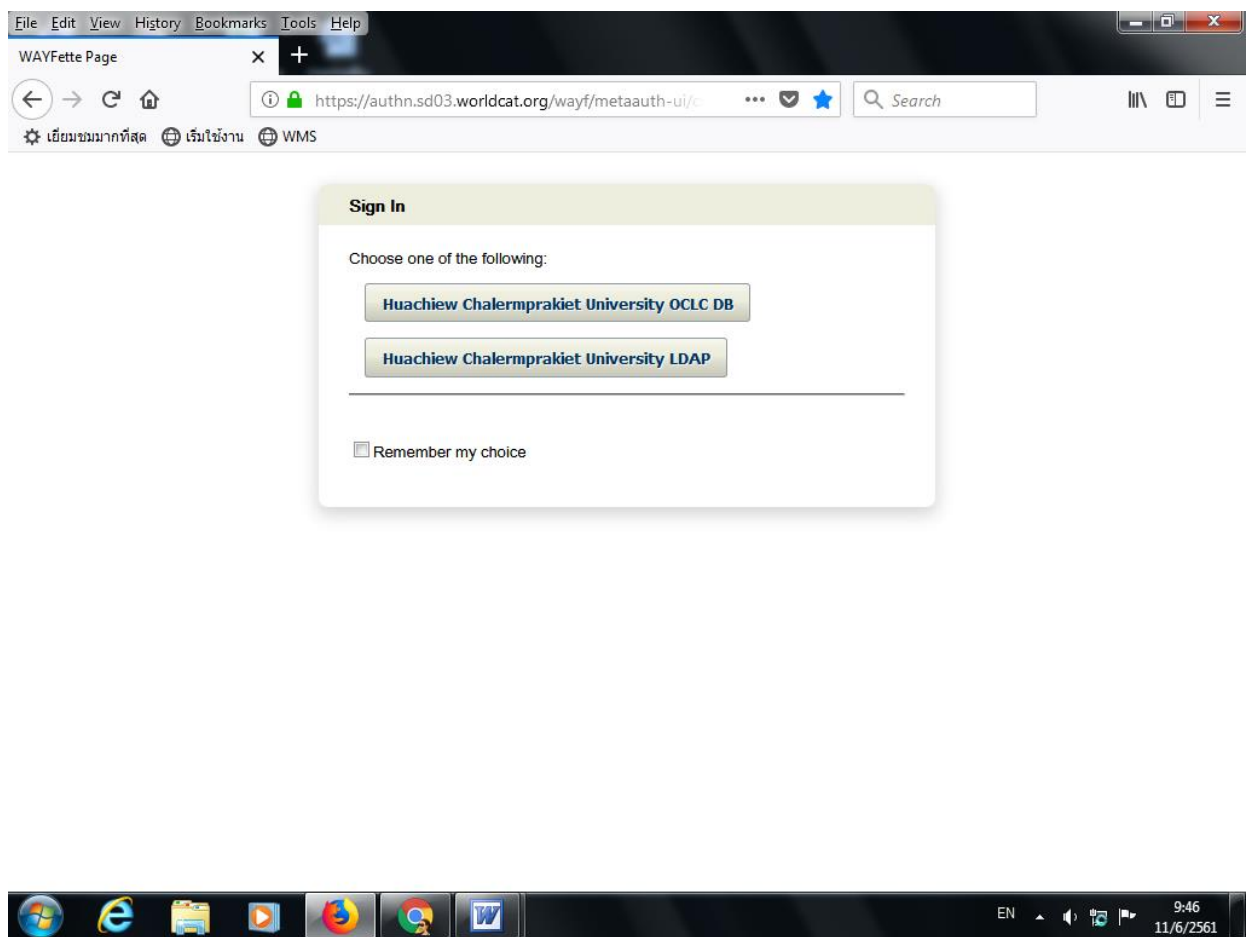 File Edit View History Bookmarks Tools Help
WAYFette Page
https://authn.sd03.worldcat.org/wayf/metaauth-ui/
Search
เยี่ยมชมมากที่สุด เริ่มใช้งาน WMS
Sign In
Choose one of the following:
Huachiew Chalermprakiet University OCLC DB
Huachiew Chalermprakiet University LDAP
Remember my choice
EN 9:46
11/6/2561